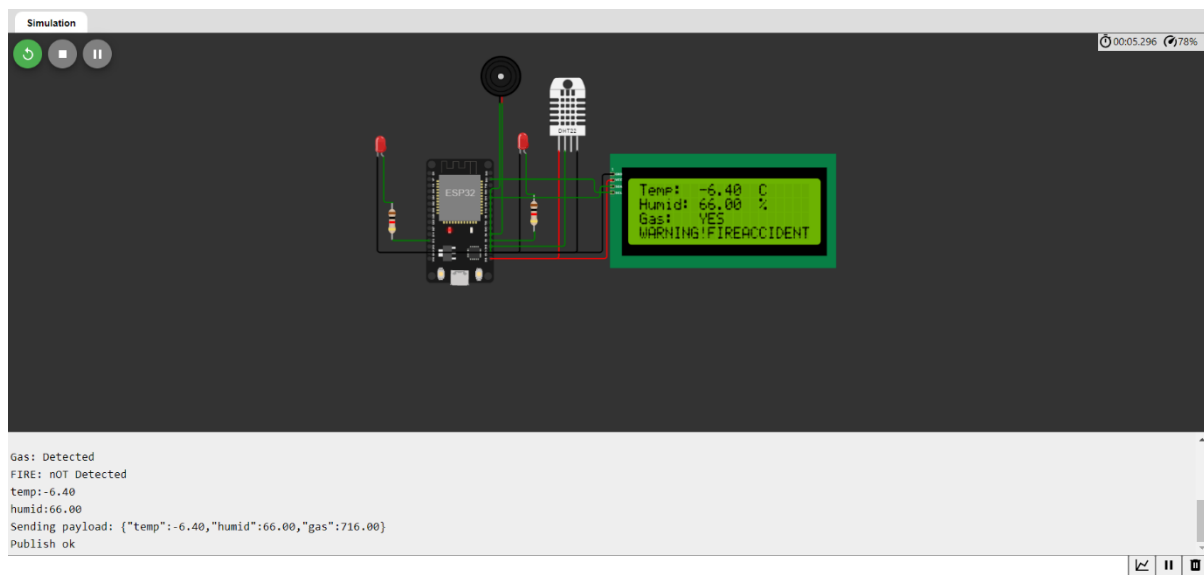 Simulation
00:05.296 78%
DHT22
ESP32
Temp: -6.40 C
Humid: 66.00 %
Gas: YES
WARNING!FIREACCIDENT
Gas: Detected
FIRE: nOT Detected
temp:-6.40
humid:66.00
Sending payload: {"temp":-6.40,"humid":66.00,"gas":716.00}
Publish ok